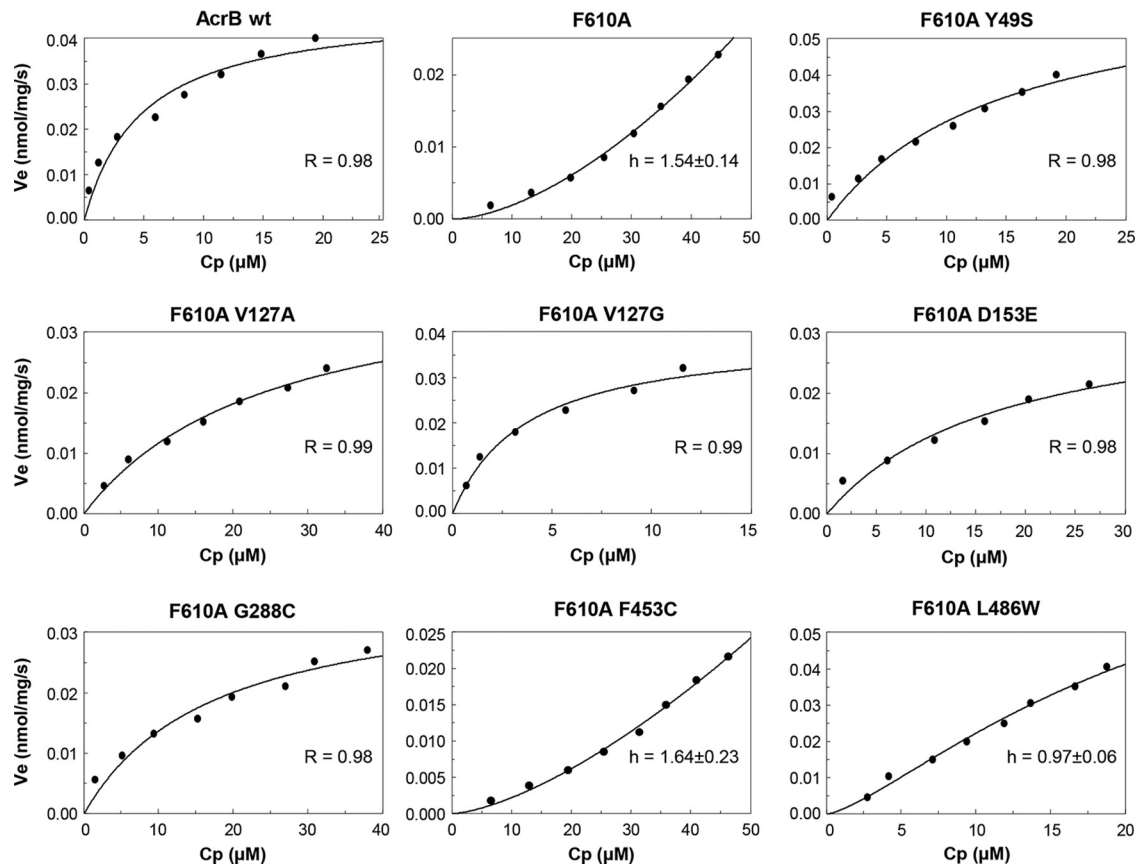 AcrB wt
F610A
F610A Y49S
Ve (nmol/mg/s)
0.04
0.03
0.02
0.01
0.00
R = 0.98
0 5 10 15 20 25
Cp (µM)
0.02
0.01
0.00
h = 1.54±0.14
0 10 20 30 40 50
Cp (µM)
0.05
0.04
0.03
0.02
0.01
0.00
R = 0.98
0 5 10 15 20 25
Cp (µM)
F610A V127A
F610A V127G
F610A D153E
Ve (nmol/mg/s)
0.03
0.02
0.01
0.00
R = 0.99
0 10 20 30 40
Cp (µM)
0.04
0.03
0.02
0.01
0.00
R = 0.99
0 5 10 15
Cp (µM)
0.03
0.02
0.01
0.00
R = 0.98
0 5 10 15 20 25 30
Cp (µM)
F610A G288C
F610A F453C
F610A L486W
Ve (nmol/mg/s)
0.03
0.02
0.01
0.00
R = 0.98
0 10 20 30 40
Cp (µM)
0.025
0.020
0.015
0.010
0.005
0.000
h = 1.64±0.23
0 10 20 30 40 50
Cp (µM)
0.05
0.04
0.03
0.02
0.01
0.00
h = 0.97±0.06
0 5 10 15 20
Cp (µM)